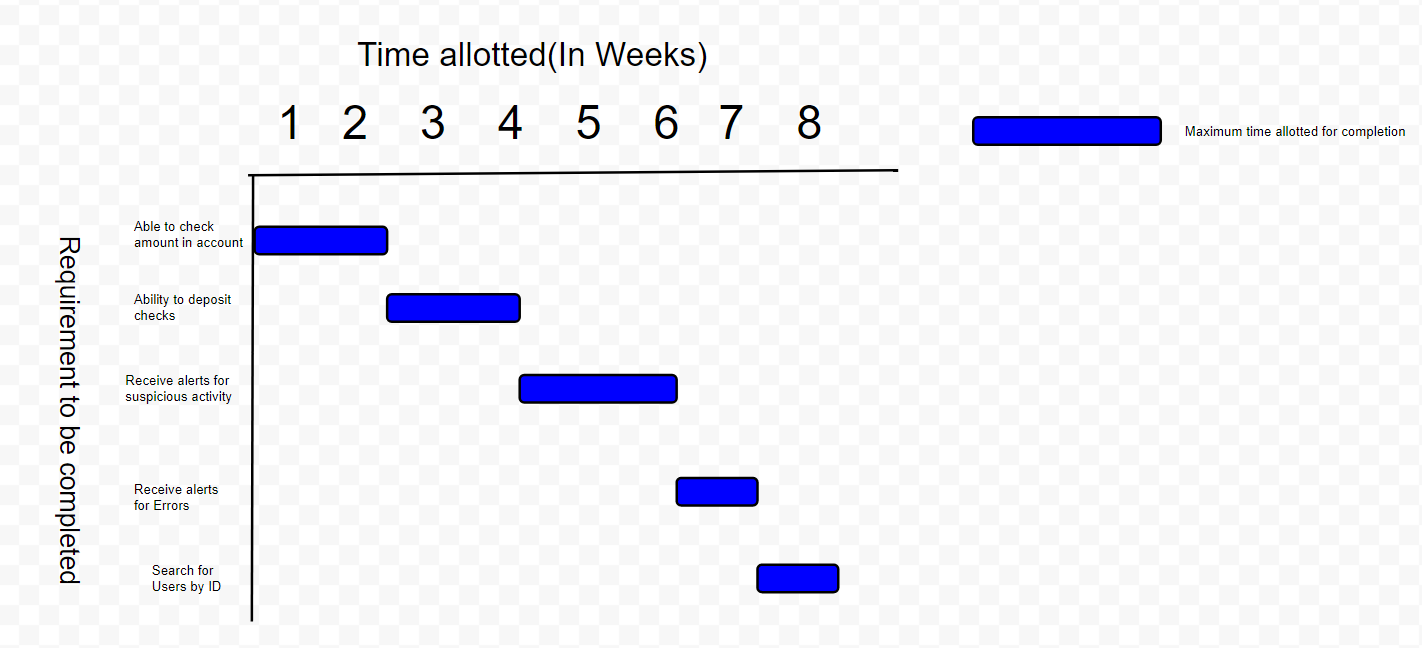 Time allotted(In Weeks)
1 2 3 4 5 6 7 8
Maximum time allotted for completion
Requirement to be completed
Able to check
amount in account
Ability to deposit
checks
Receive alerts for
suspicious activity
Receive alerts
for Errors
Search for
Users by ID